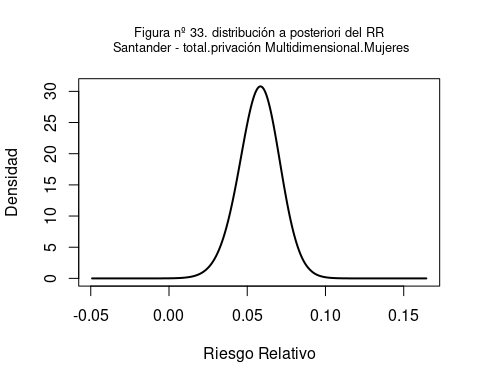 Figura nº 33. distribución a posteriori del RR
Santander - total.privación Multidimensional.Mujeres
Densidad
30
25
20
15
10
5
0
-0.05 0.00 0.05 0.10 0.15
Riesgo Relativo